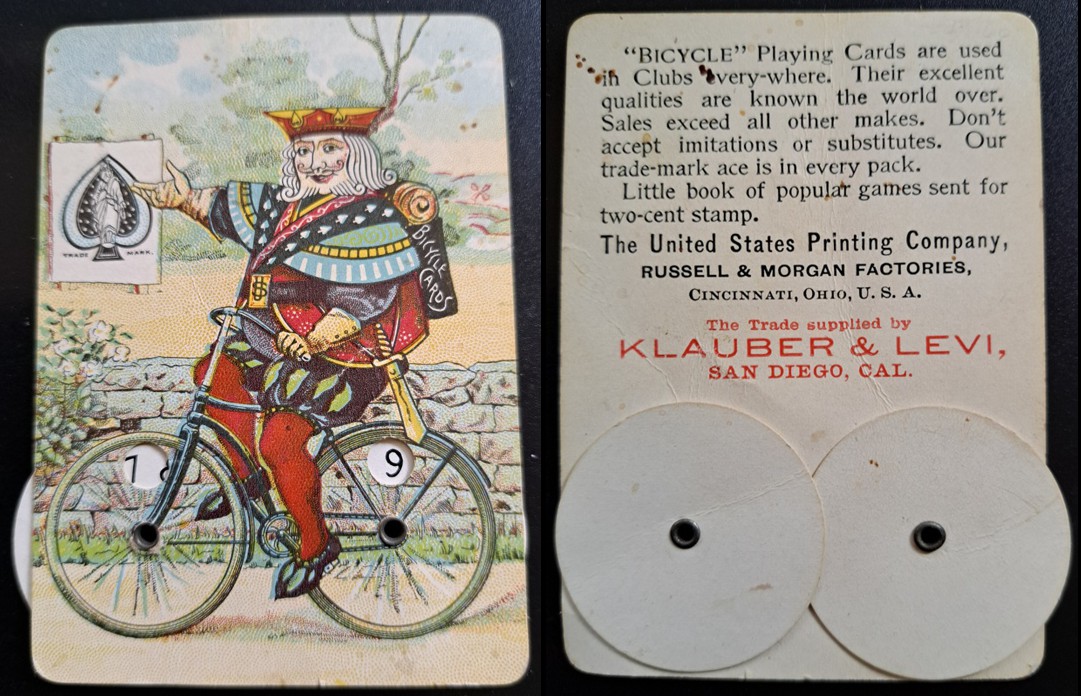 TRADE MARK.
BICYCLE
CARDS
7
9
"BICYCLE" Playing Cards are used
in Clubs every-where. Their excellent
qualities are known the world over.
Sales exceed all other makes. Don't
accept imitations or substitutes. Our
trade-mark ace is in every pack.
Little book of popular games sent for
two-cent stamp.
The United States Printing Company,
RUSSELL & MORGAN FACTORIES,
CINCINNATI, OHIO, U. S. A.
The Trade supplied by
KLAUBER & LEVI,
SAN DIEGO, CAL.